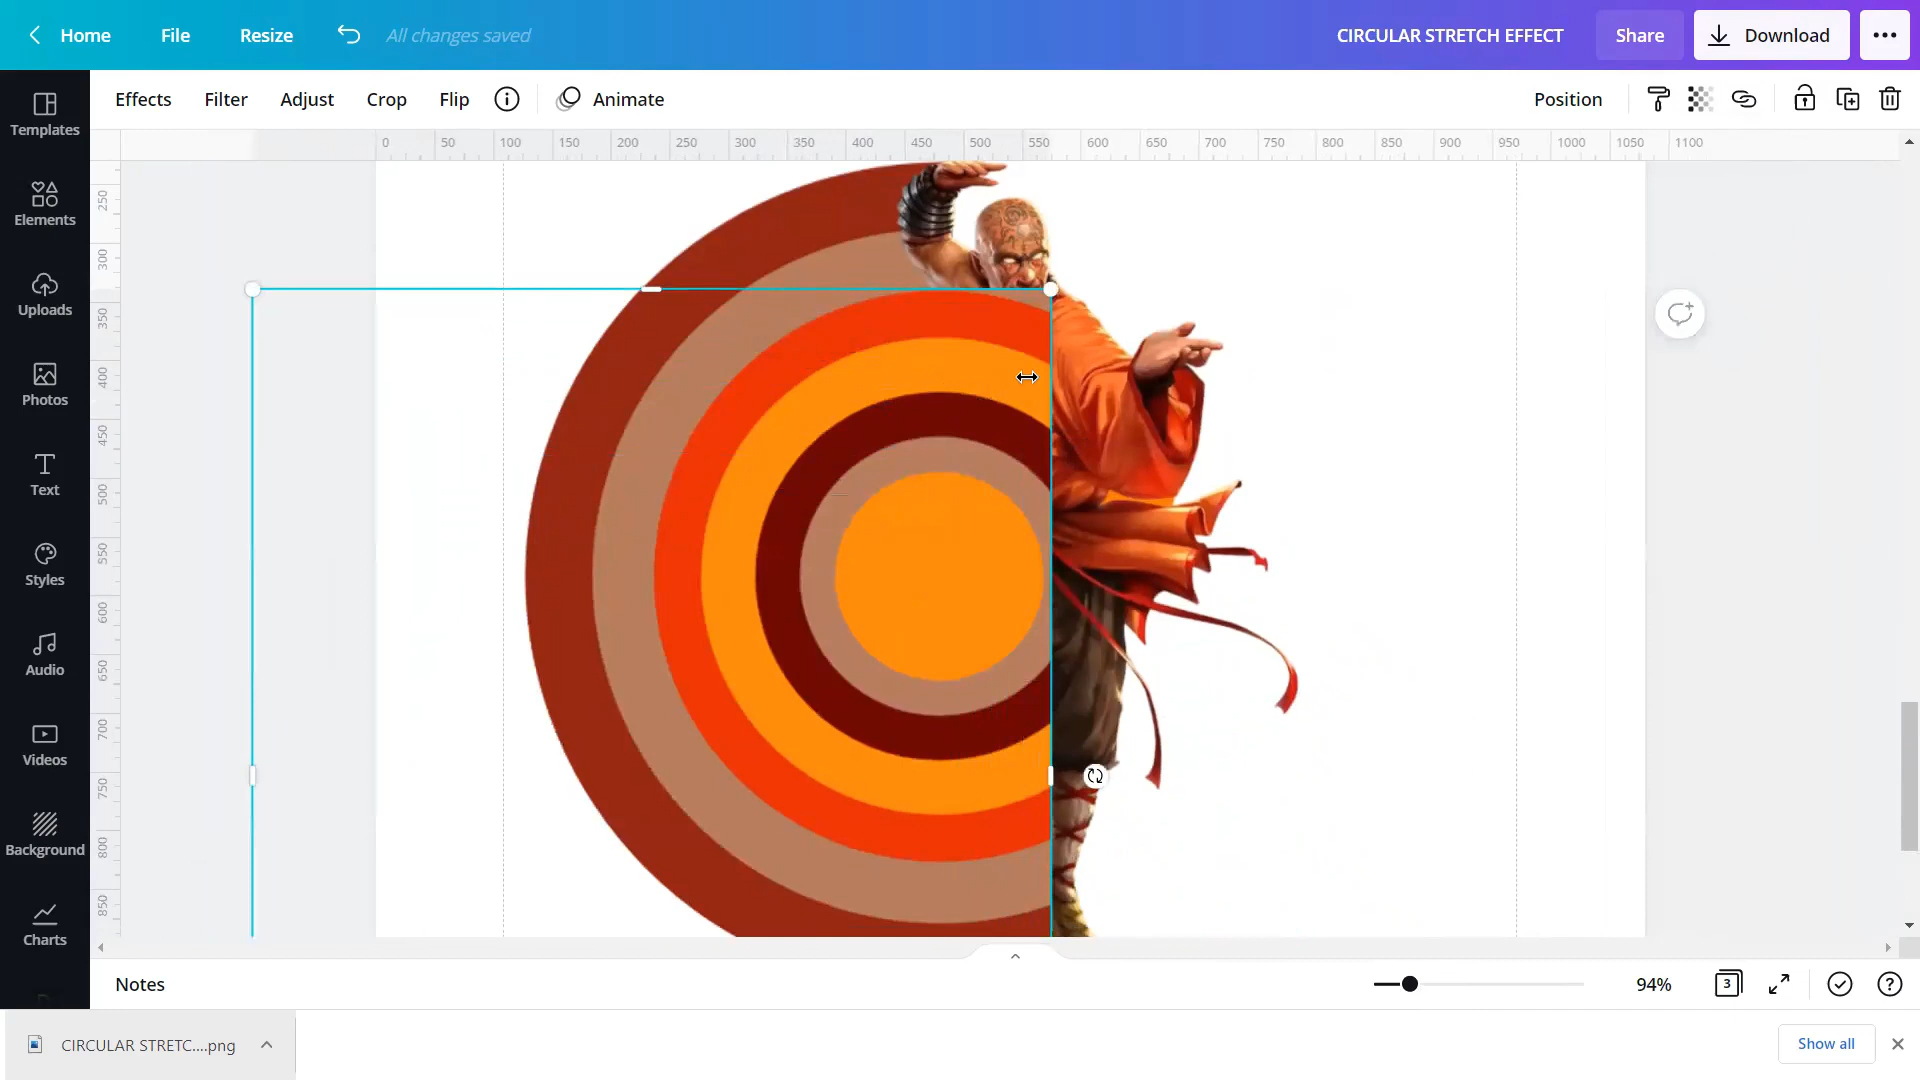 Home File Resize All changes saved CIRCULAR STRETCH EFFECT Share Download
Effects Filter Adjust Crop Flip Animate Position
0 50 100 150 200 250 300 350 400 450 500 550 600 650 700 750 800 850 900 950 1000 1050 1100
Templates
Elements
Uploads
Photos
Text
Styles
Audio
Videos
Background
Charts
250
300
350
400
450
500
550
600
650
700
750
800
850
Notes 94% 3 ?
CIRCULAR STRETC....png Show all